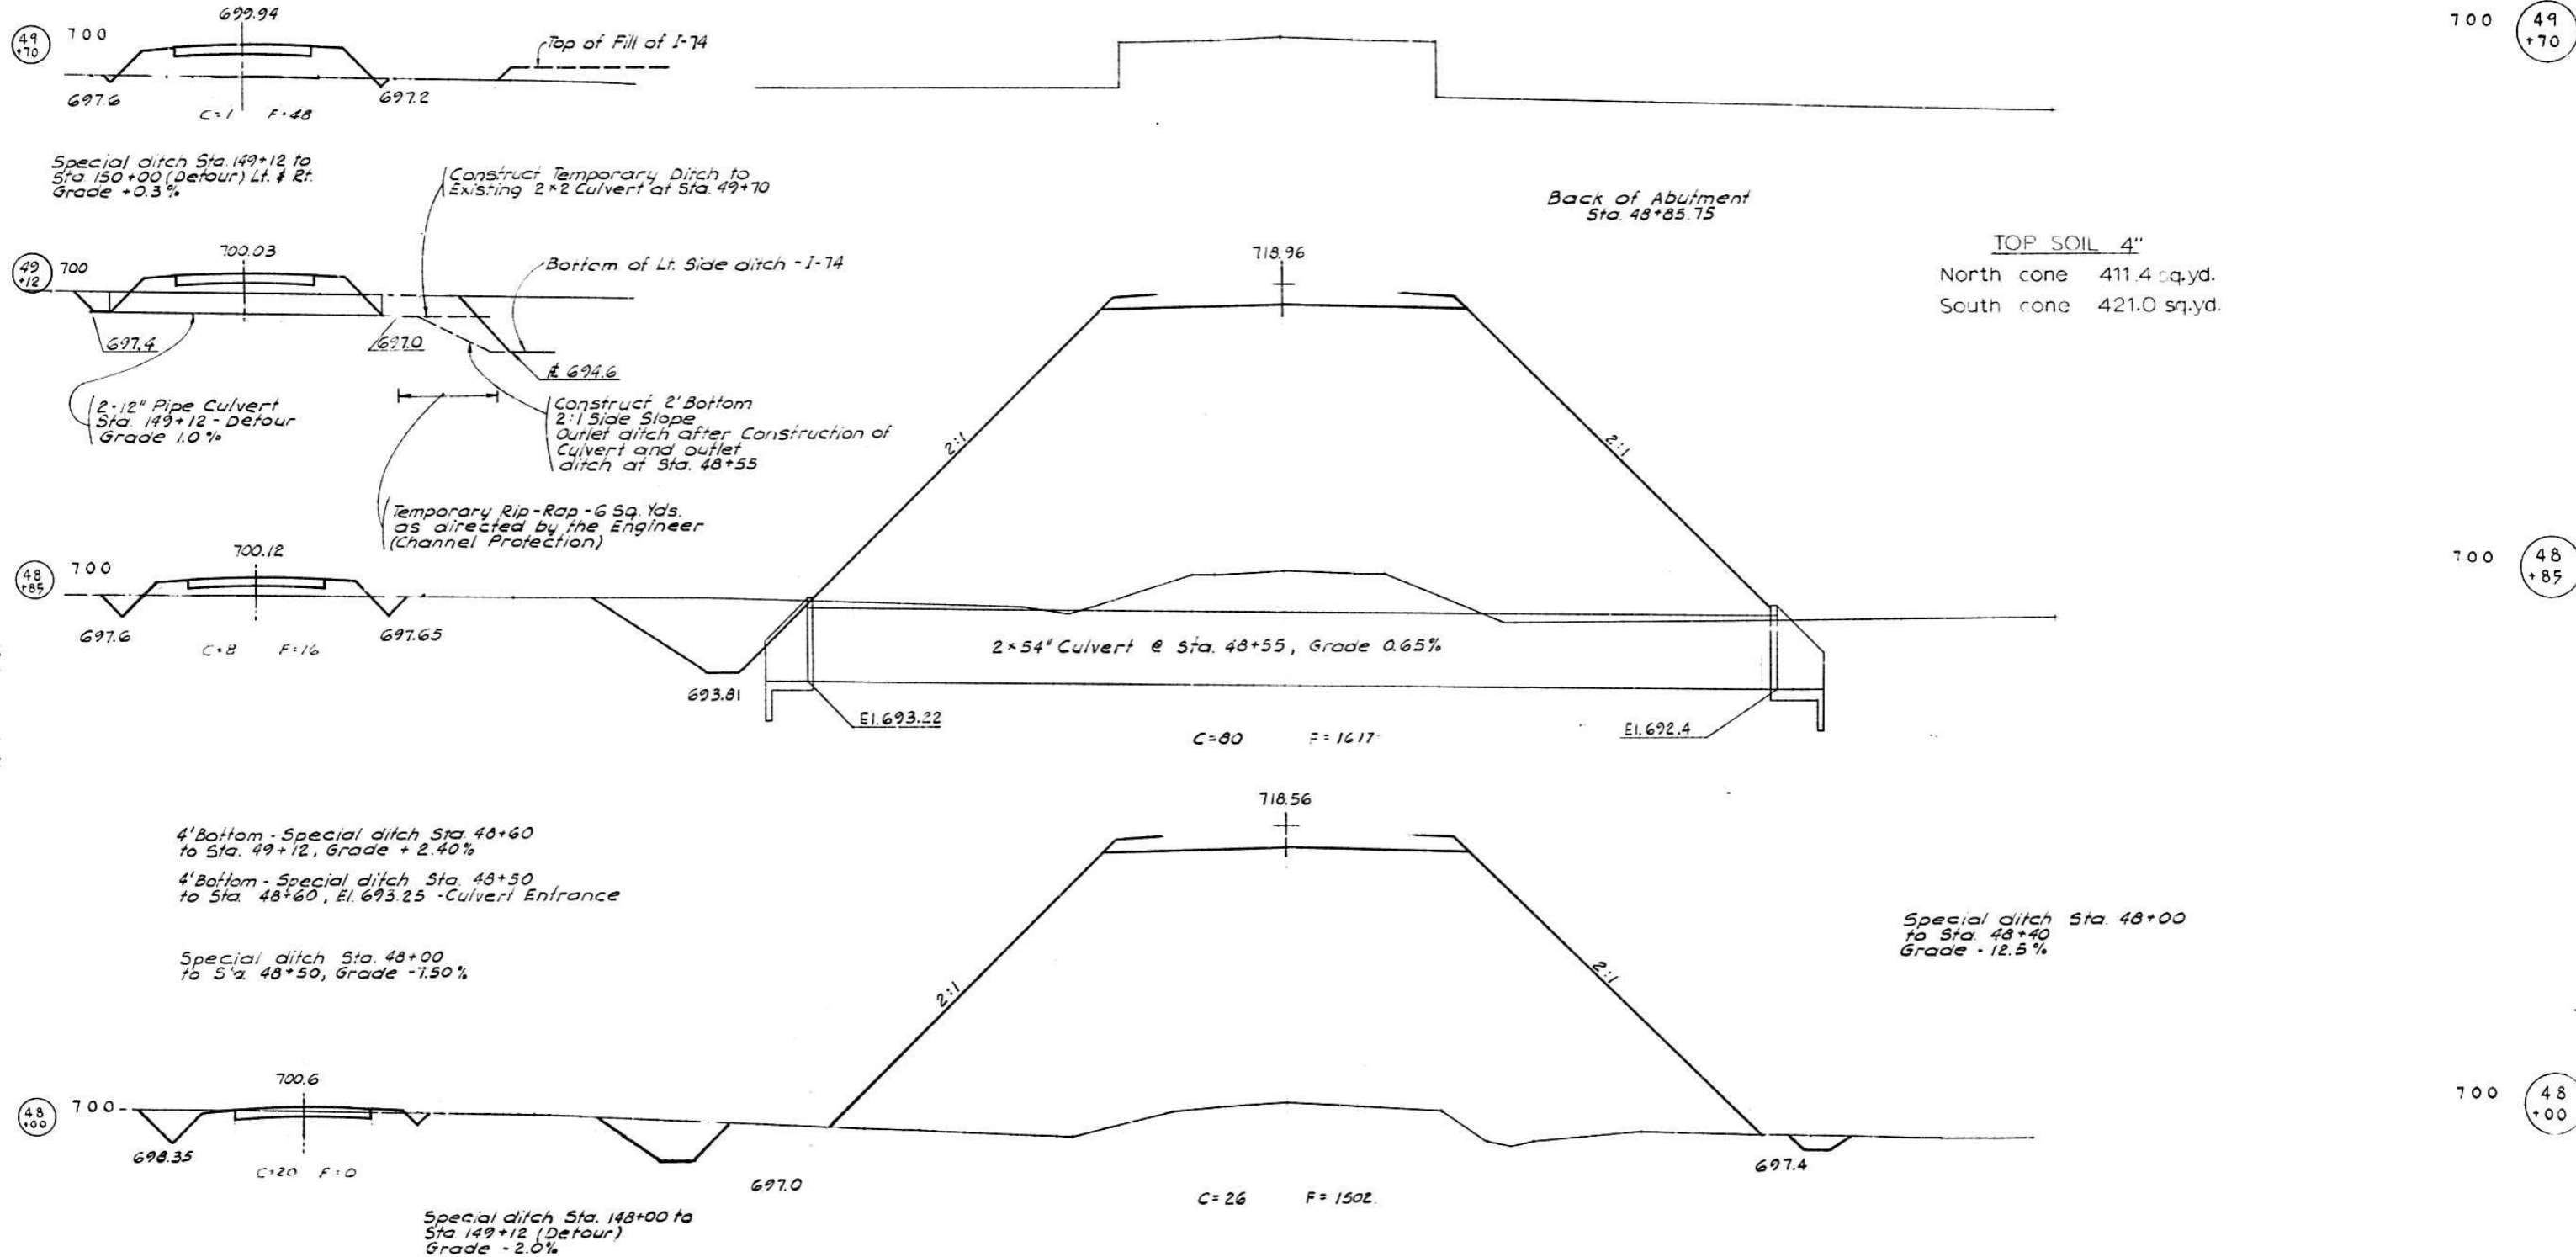 699.94
49
+70
700
Top of Fill of I-74
700
49
+70
697.6
697.2
C=1 F=48
Special ditch Sta. 149+12 to
Sta 150+00 (Detour) Lt. & Rt.
Grade +0.3%
Construct Temporary Ditch to
Existing 2×2 Culvert at Sta. 49+70
Back of Abutment
Sta. 48+85.75
TOP SOIL 4"
North cone 411.4 sq.yd.
South cone 421.0 sq.yd.
49
+12
700
700.03
Bottom of Lt. Side ditch - I-74
718.96
697.4
697.0
694.6
2-12" Pipe Culvert
Sta. 149+12 - Detour
Grade 1.0%
Construct 2' Bottom
2:1 Side Slope
Outlet ditch after Construction of
Culvert and outlet
ditch at Sta. 48+55
2:1
2:1
Temporary Rip-Rap - 6 Sq. Yds.
as directed by the Engineer
(Channel Protection)
48
+85
700
700.12
700
48
+85
697.6
697.65
C=8 F=16
2×54" Culvert @ Sta. 48+55, Grade 0.65%
693.81
El. 693.22
El. 692.4
C=80 F=1617
718.56
4' Bottom - Special ditch Sta. 48+60
to Sta. 49+12, Grade + 2.40%
4' Bottom - Special ditch Sta. 48+50
to Sta. 48+60, El. 693.25 - Culvert Entrance
Special ditch Sta. 48+00
to Sta. 48+50, Grade -7.50%
Special ditch Sta. 48+00
to Sta. 48+40
Grade - 12.5%
2:1
2:1
48
+00
700
700.6
700
48
+00
698.35
C=20 F=0
697.0
697.4
C=26 F=1502
Special ditch Sta. 148+00 to
Sta. 149+12 (Detour)
Grade - 2.0%